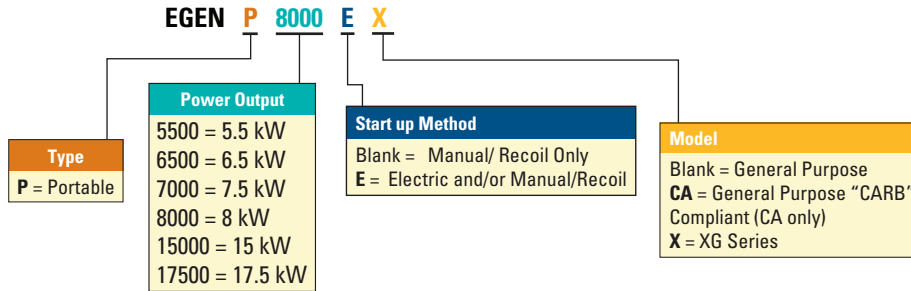 EGEN P 8000 E X
Type
P = Portable
Power Output
5500 = 5.5 kW
6500 = 6.5 kW
7000 = 7.5 kW
8000 = 8 kW
15000 = 15 kW
17500 = 17.5 kW
Start up Method
Blank = Manual/ Recoil Only
E = Electric and/or Manual/Recoil
Model
Blank = General Purpose
CA = General Purpose “CARB”
Compliant (CA only)
X = XG Series